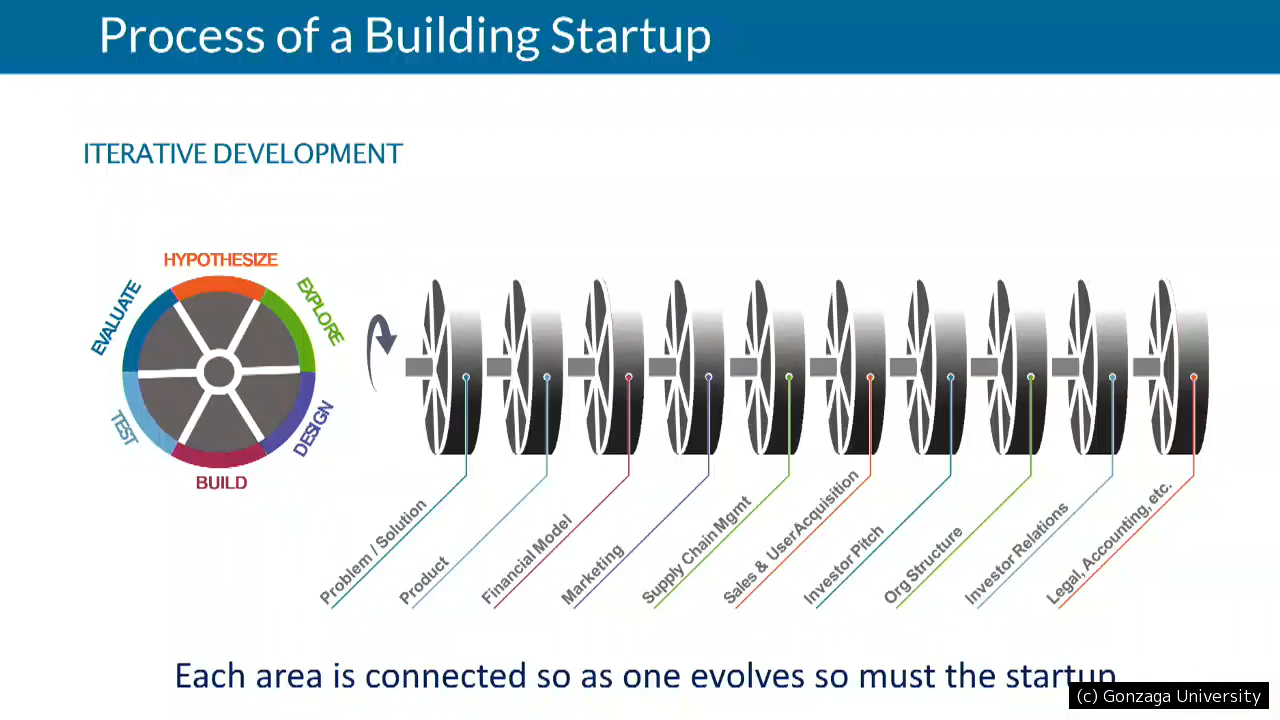 Process of a Building Startup
ITERATIVE DEVELOPMENT
HYPOTHESIZE
EXPLORE
DESIGN
BUILD
TEST
EVALUATE
Problem / Solution
Product
Financial Model
Marketing
Supply Chain Mgmt
Sales & User Acquisition
Investor Pitch
Org Structure
Investor Relations
Legal, Accounting, etc.
Each area is connected so as one evolves so must the startup
(c) Gonzaga University